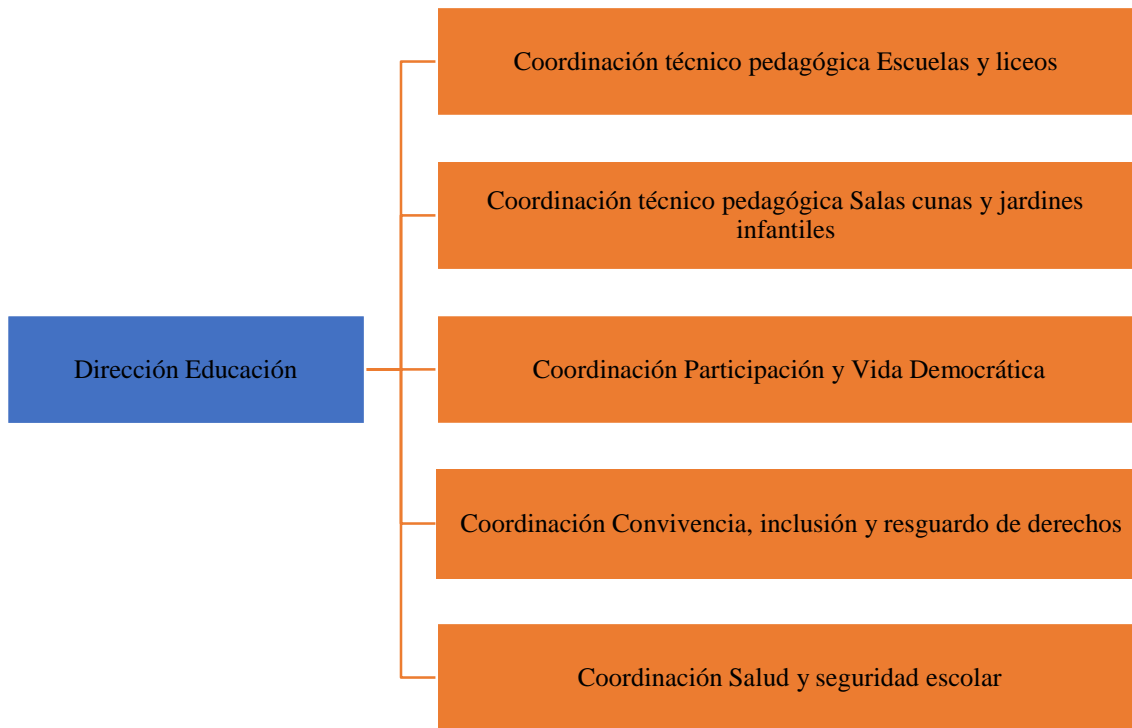 Coordinación técnico pedagógica Escuelas y liceos
Coordinación técnico pedagógica Salas cunas y jardines
infantiles
Dirección Educación
Coordinación Participación y Vida Democrática
Coordinación Convivencia, inclusión y resguardo de derechos
Coordinación Salud y seguridad escolar